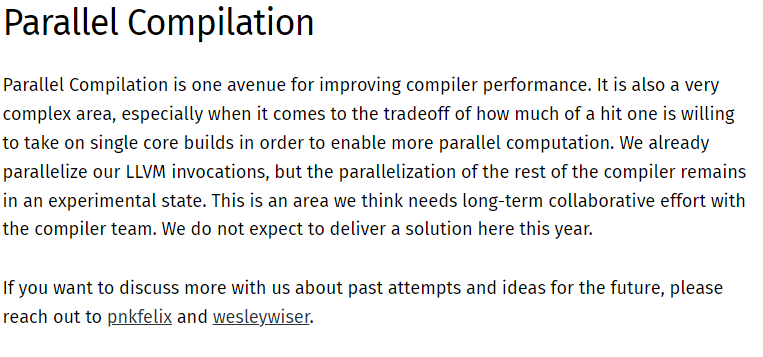 Parallel Compilation
Parallel Compilation is one avenue for improving compiler performance. It is also a very
complex area, especially when it comes to the tradeoff of how much of a hit one is willing
to take on single core builds in order to enable more parallel computation. We already
parallelize our LLVM invocations, but the parallelization of the rest of the compiler remains
in an experimental state. This is an area we think needs long-term collaborative effort with
the compiler team. We do not expect to deliver a solution here this year.
If you want to discuss more with us about past attempts and ideas for the future, please
reach out to pnkfelix and wesleywiser.